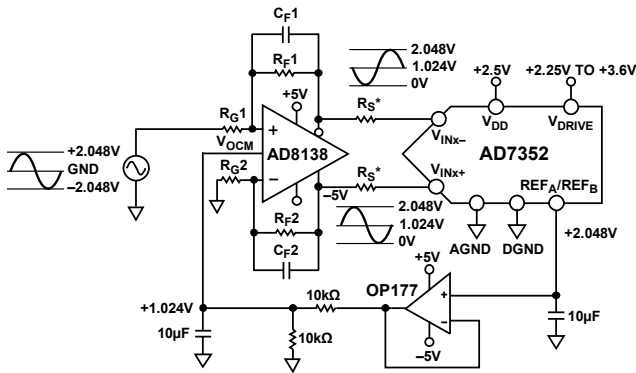 CF1
RF1
2.048V
1.024V
0V
+5V
RG1
VOCM
RG2
+
AD8138
−
−5V
RF2
CF2
RS*
RS*
2.048V
1.024V
0V
+2.048V
GND
−2.048V
+2.5V
+2.25V TO +3.6V
VDD
VDRIVE
VINx−
VINx+
AD7352
REFA/REFB
AGND
DGND
+2.048V
+1.024V
10µF
10kΩ
10kΩ
OP177
+5V
+
−
−5V
10µF